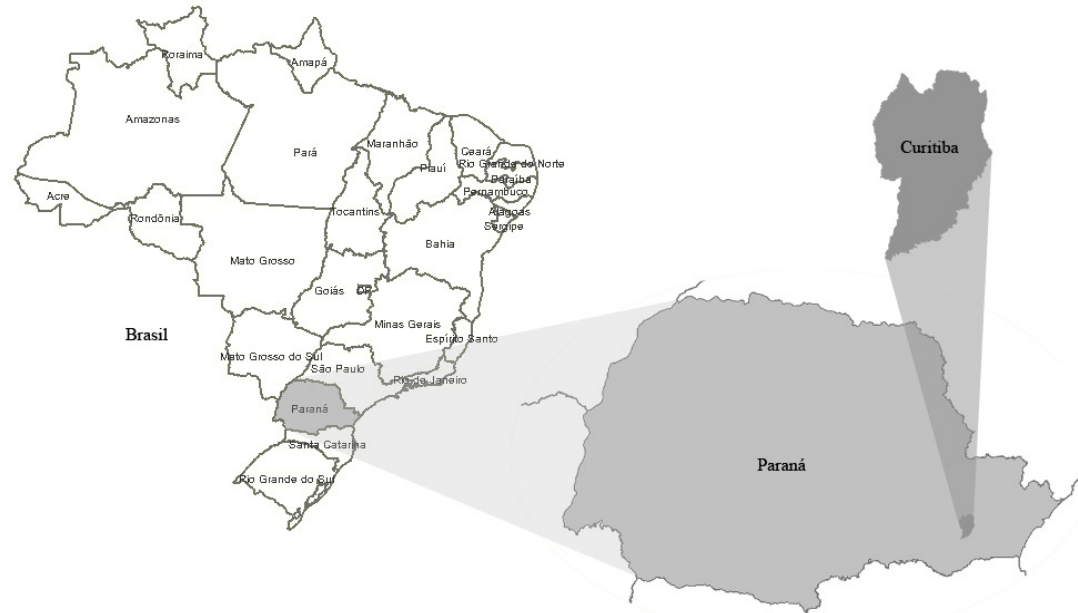 Roraima
Amapá
Amazonas
Pará
Maranhão
Ceará
Rio Grande do Norte
Piauí
Paraíba
Pernambuco
Acre
Rondônia
Tocantins
Alagoas
Sergipe
Bahia
Mato Grosso
Goiás
DF
Minas Gerais
Espírito Santo
Brasil
Mato Grosso do Sul
São Paulo
Rio de Janeiro
Paraná
Santa Catarina
Rio Grande do Sul
Curitiba
Paraná